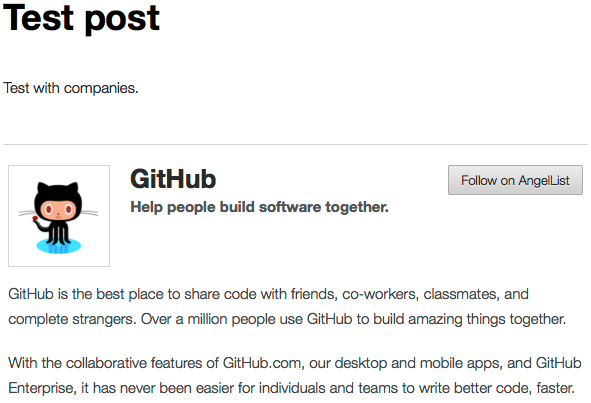 Test post
Test with companies.
GitHub
Follow on AngelList
Help people build software together.
GitHub is the best place to share code with friends, co-workers, classmates, and
complete strangers. Over a million people use GitHub to build amazing things together.
With the collaborative features of GitHub.com, our desktop and mobile apps, and GitHub
Enterprise, it has never been easier for individuals and teams to write better code, faster.